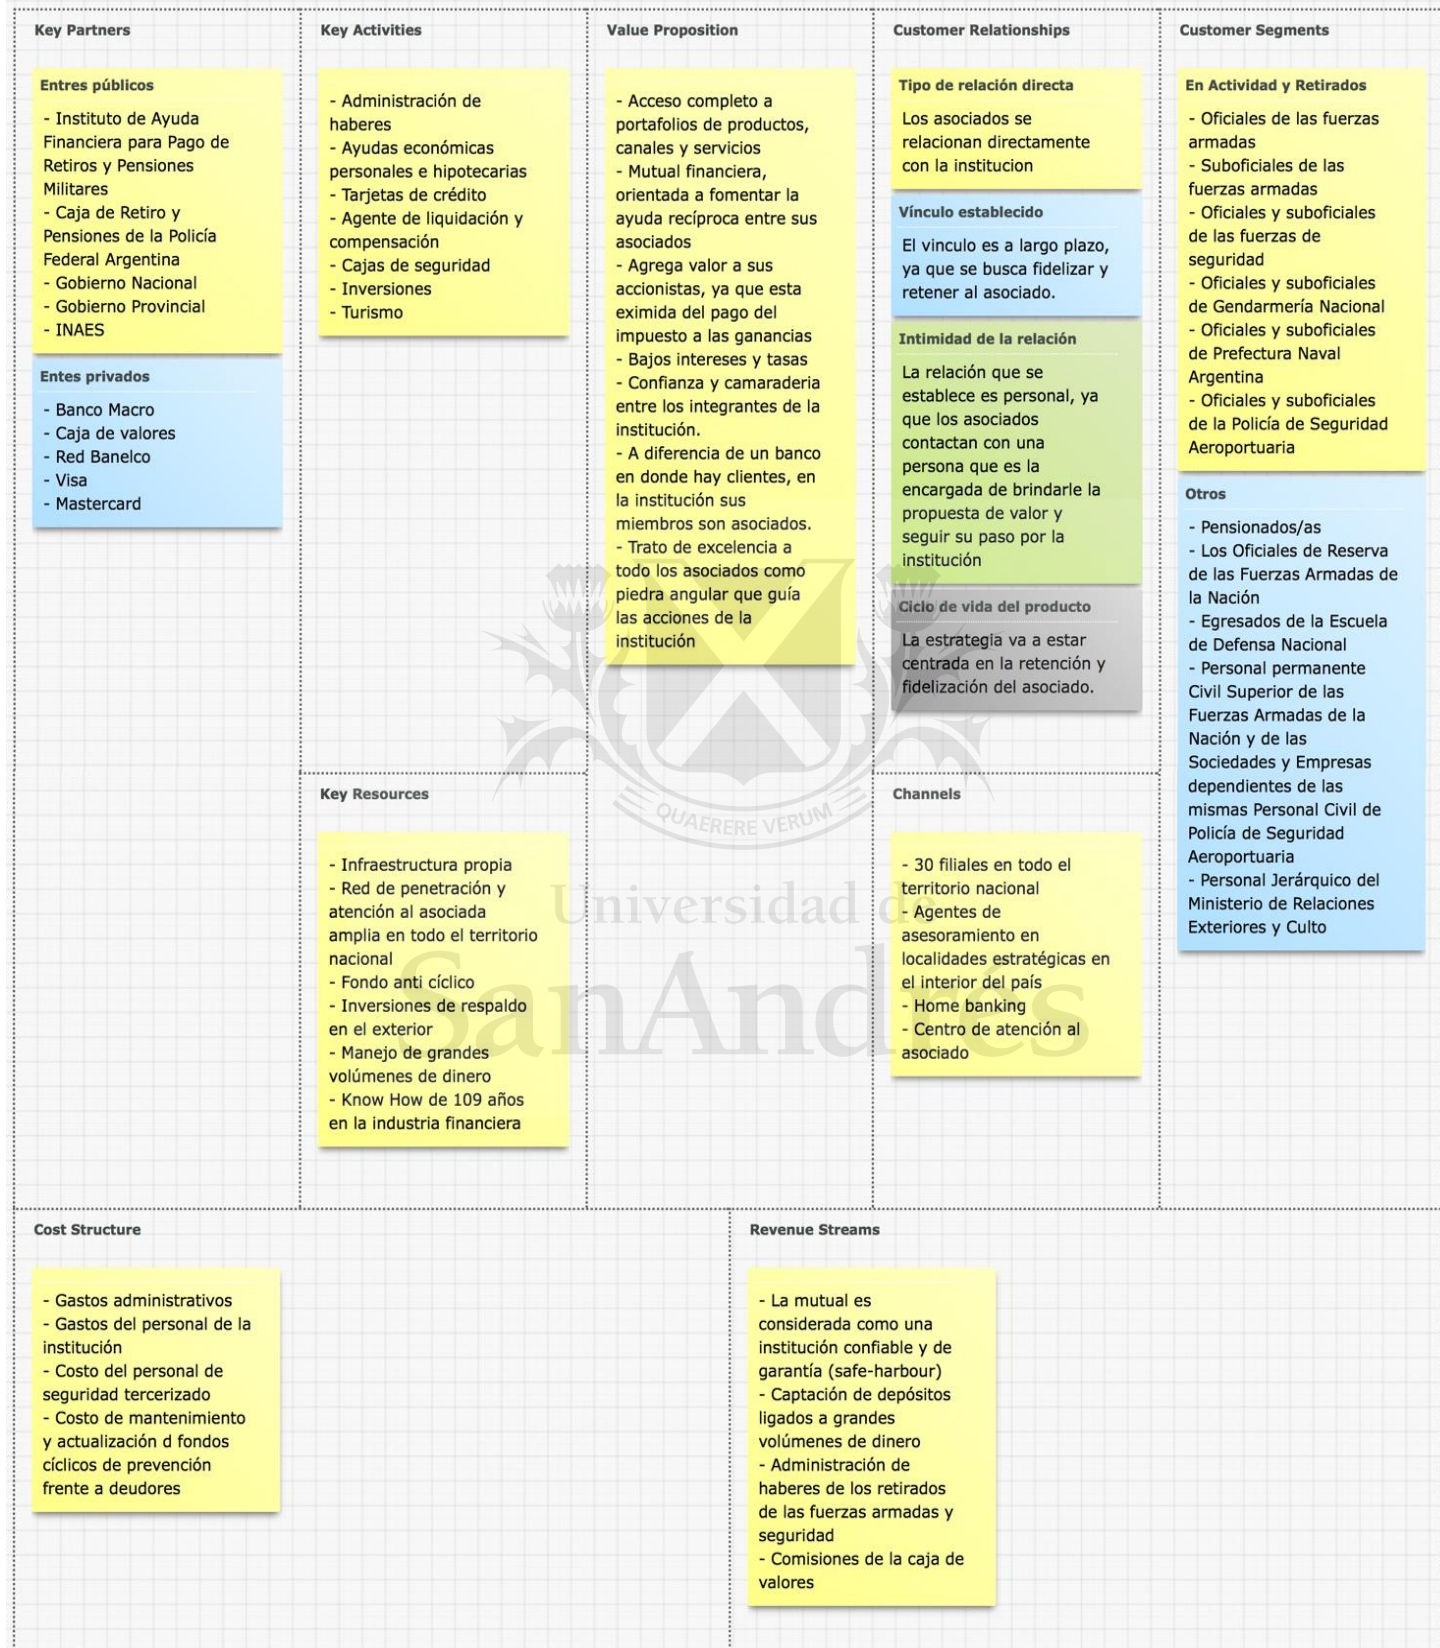 Key Partners
Entres públicos
- Instituto de Ayuda
Financiera para Pago de
Retiros y Pensiones
Militares
- Caja de Retiro y
Pensiones de la Policía
Federal Argentina
- Gobierno Nacional
- Gobierno Provincial
- INAES
Entes privados
- Banco Macro
- Caja de valores
- Red Banelco
- Visa
- Mastercard
Key Activities
- Administración de
haberes
- Ayudas económicas
personales e hipotecarias
- Tarjetas de crédito
- Agente de liquidación y
compensación
- Cajas de seguridad
- Inversiones
- Turismo
Key Resources
- Infraestructura propia
- Red de penetración y
atención al asociada
amplia en todo el territorio
nacional
- Fondo anti cíclico
- Inversiones de respaldo
en el exterior
- Manejo de grandes
volúmenes de dinero
- Know How de 109 años
en la industria financiera
Value Proposition
- Acceso completo a
portafolios de productos,
canales y servicios
- Mutual financiera,
orientada a fomentar la
ayuda recíproca entre sus
asociados
- Agrega valor a sus
accionistas, ya que esta
eximida del pago del
impuesto a las ganancias
- Bajos intereses y tasas
- Confianza y camaraderia
entre los integrantes de la
institución.
- A diferencia de un banco
en donde hay clientes, en
la institución sus
miembros son asociados.
- Trato de excelencia a
todo los asociados como
piedra angular que guía
las acciones de la
institución
Customer Relationships
Tipo de relación directa
Los asociados se
relacionan directamente
con la institucion
Vínculo establecido
El vinculo es a largo plazo,
ya que se busca fidelizar y
retener al asociado.
Intimidad de la relación
La relación que se
establece es personal, ya
que los asociados
contactan con una
persona que es la
encargada de brindarle la
propuesta de valor y
seguir su paso por la
institución
Ciclo de vida del producto
La estrategia va a estar
centrada en la retención y
fidelización del asociado.
Channels
- 30 filiales en todo el
territorio nacional
- Agentes de
asesoramiento en
localidades estratégicas en
el interior del país
- Home banking
- Centro de atención al
asociado
Customer Segments
En Actividad y Retirados
- Oficiales de las fuerzas
armadas
- Suboficiales de las
fuerzas armadas
- Oficiales y suboficiales
de las fuerzas de
seguridad
- Oficiales y suboficiales
de Gendarmería Nacional
- Oficiales y suboficiales
de Prefectura Naval
Argentina
- Oficiales y suboficiales
de la Policía de Seguridad
Aeroportuaria
Otros
- Pensionados/as
- Los Oficiales de Reserva
de las Fuerzas Armadas de
la Nación
- Egresados de la Escuela
de Defensa Nacional
- Personal permanente
Civil Superior de las
Fuerzas Armadas de la
Nación y de las
Sociedades y Empresas
dependientes de las
mismas Personal Civil de
Policía de Seguridad
Aeroportuaria
- Personal Jerárquico del
Ministerio de Relaciones
Exteriores y Culto
Cost Structure
- Gastos administrativos
- Gastos del personal de la
institución
- Costo del personal de
seguridad tercerizado
- Costo de mantenimiento
y actualización d fondos
cíclicos de prevención
frente a deudores
Revenue Streams
- La mutual es
considerada como una
institución confiable y de
garantía (safe-harbour)
- Captación de depósitos
ligados a grandes
volúmenes de dinero
- Administración de
haberes de los retirados
de las fuerzas armadas y
seguridad
- Comisiones de la caja de
valores
QUAERERE VERUM
Universidad de
SanAndrés